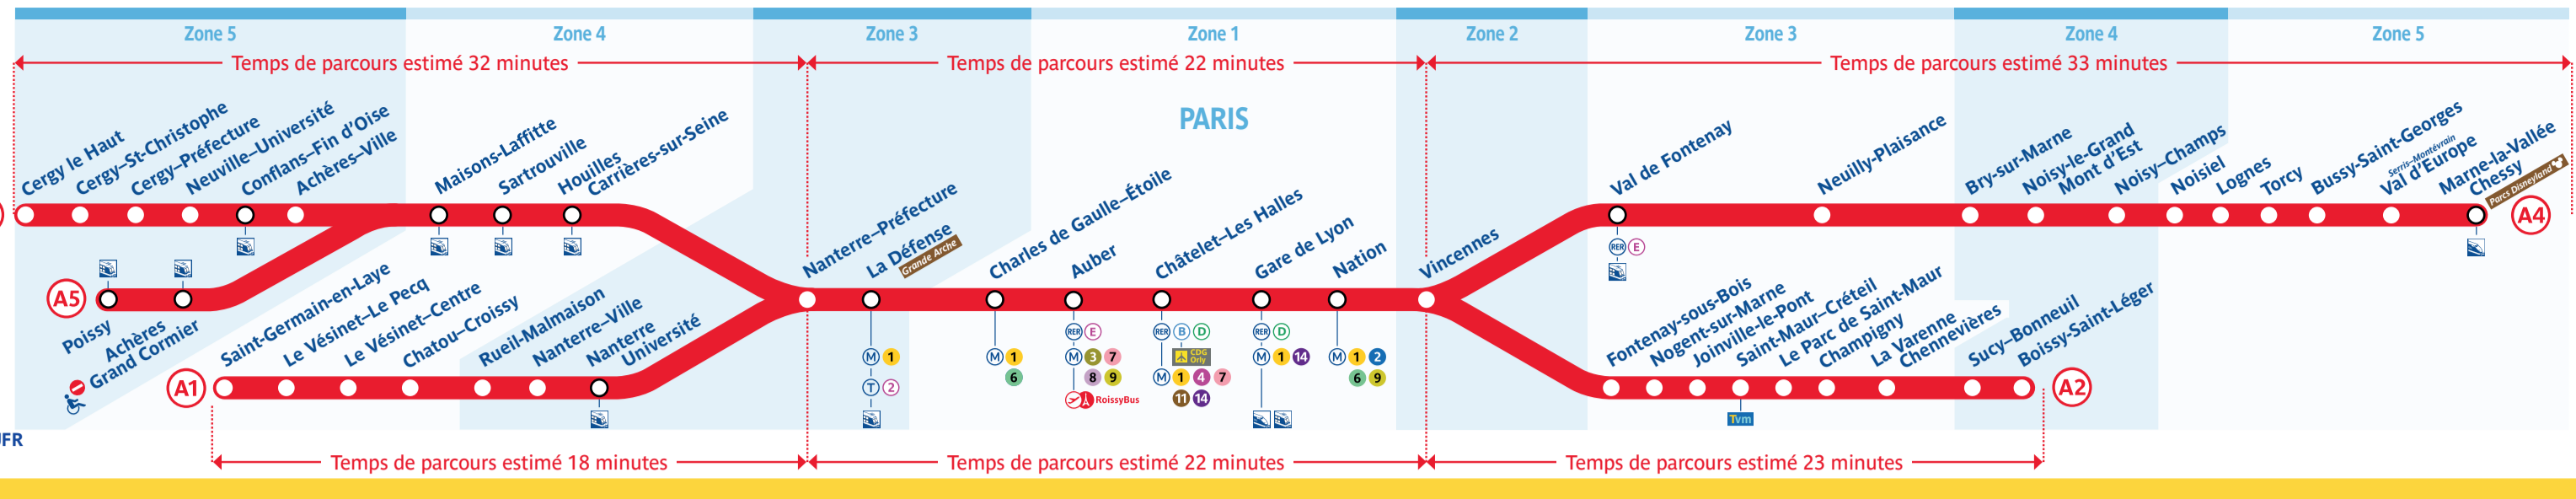 Zone 5
Zone 4
Zone 3
Zone 1
Zone 2
Zone 3
Zone 4
Zone 5
Temps de parcours estimé 32 minutes
Temps de parcours estimé 22 minutes
Temps de parcours estimé 33 minutes
PARIS
Cergy le Haut
Cergy–St-Christophe
Cergy–Préfecture
Neuville–Université
Conflans–Fin d'Oise
Achères–Ville
Maisons-Laffitte
Sartrouville
Houilles
Carrières-sur-Seine
A5
Poissy
Achères
Grand Cormier
A1
Saint-Germain-en-Laye
Le Vésinet–Le Pecq
Le Vésinet–Centre
Chatou–Croissy
Rueil-Malmaison
Nanterre–Ville
Nanterre
Université
Nanterre–Préfecture
La Défense
Grande Arche
M 1
T 2
Charles de Gaulle–Étoile
M 1
6
Auber
RER E
M 3 7
8 9
RoissyBus
Châtelet–Les Halles
RER B D
CDG
Orly
M 1 4 7
11 14
Gare de Lyon
RER D
M 1 14
Nation
M 1 2
6 9
Vincennes
Val de Fontenay
RER E
Neuilly-Plaisance
Bry-sur-Marne
Noisy-le-Grand
Mont d'Est
Noisy–Champs
Noisiel
Lognes
Torcy
Bussy-Saint-Georges
Serris–Montévrain
Val d'Europe
Marne-la-Vallée
Chessy
Parcs Disneyland
A4
Fontenay-sous-Bois
Nogent-sur-Marne
Joinville-le-Pont
Saint-Maur–Créteil
Tvm
Le Parc de Saint-Maur
Champigny
La Varenne
Chennevières
Sucy–Bonneuil
Boissy-Saint-Léger
A2
FR
Temps de parcours estimé 18 minutes
Temps de parcours estimé 22 minutes
Temps de parcours estimé 23 minutes